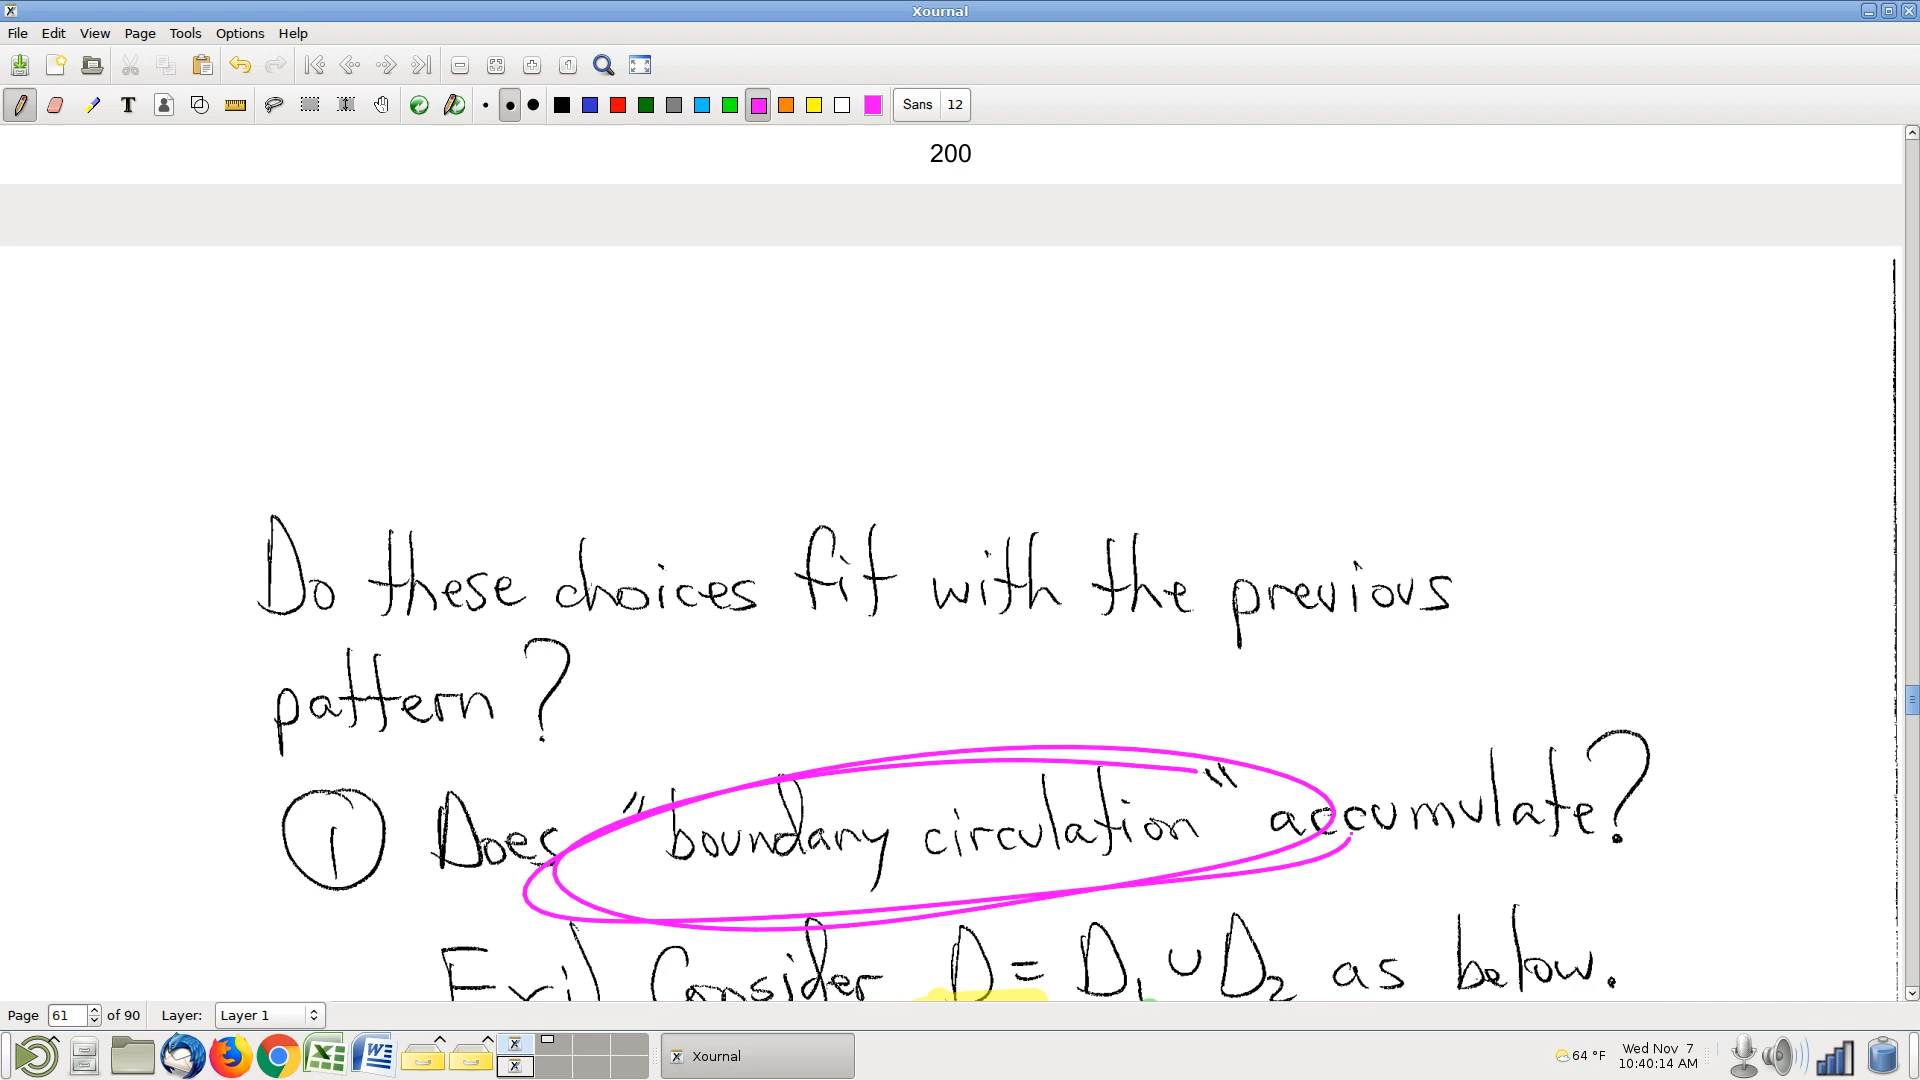 Xournal
File Edit View Page Tools Options Help
Sans 12
200
Do these choices fit with the previous
pattern?
① Does "boundary circulation" accumulate?
Consider D = D₁ ∪ D₂ as below.
Page 61 of 90 Layer: Layer 1
Xournal
64 °F Wed Nov 7
10:40:14 AM